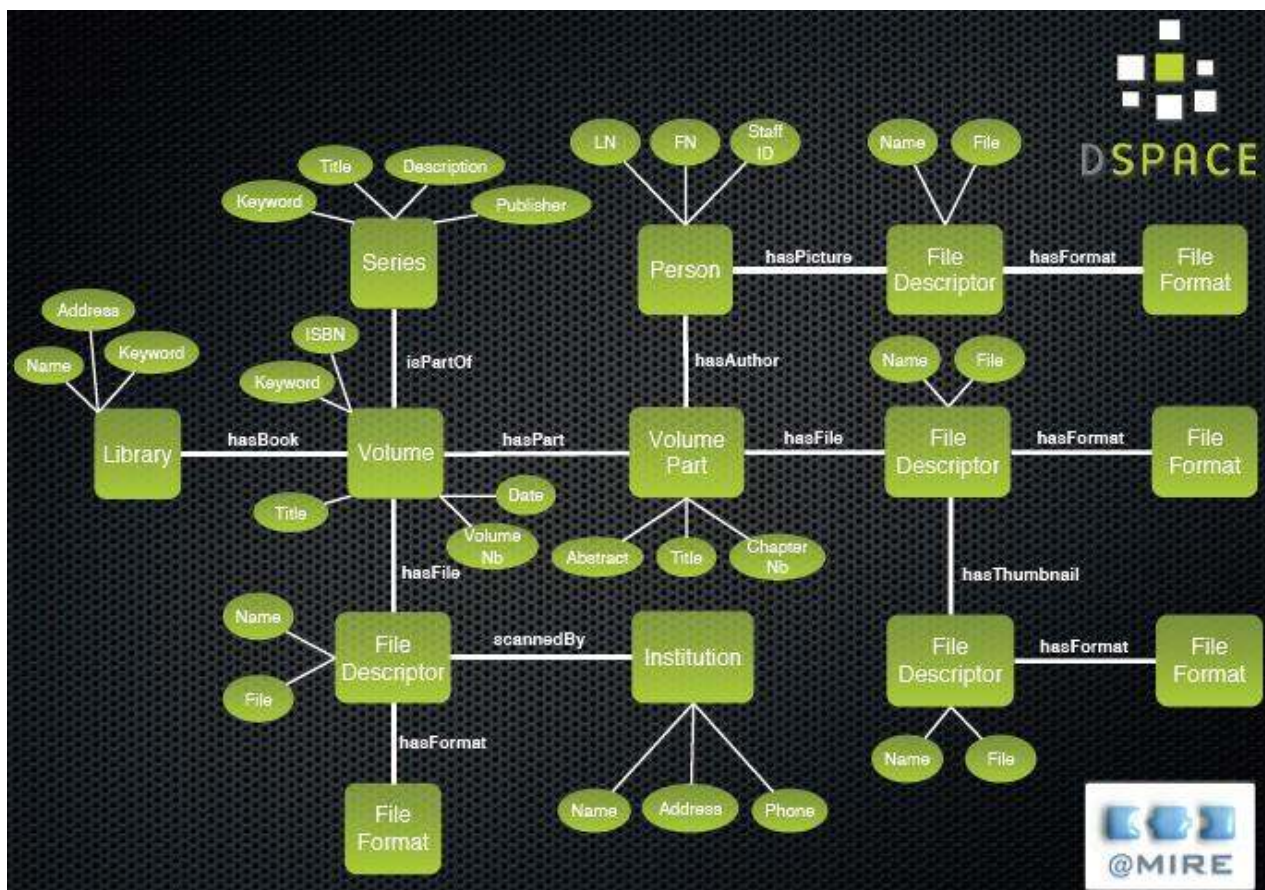 LN
FN
Staff
ID
Name
File
DSPACE
Title
Description
Keyword
Publisher
Series
Person
hasPicture
File
Descriptor
hasFormat
File
Format
Address
Name
Keyword
ISBN
Keyword
isPartOf
hasAuthor
Name
File
Library
hasBook
Volume
hasPart
Volume
Part
hasFile
File
Descriptor
hasFormat
File
Format
Title
Date
Volume
Nb
Abstract
Title
Chapter
Nb
hasFile
hasThumbnail
Name
File
File
Descriptor
scannedBy
Institution
File
Descriptor
hasFormat
File
Format
hasFormat
Name
File
File
Format
Name
Address
Phone
@MIRE